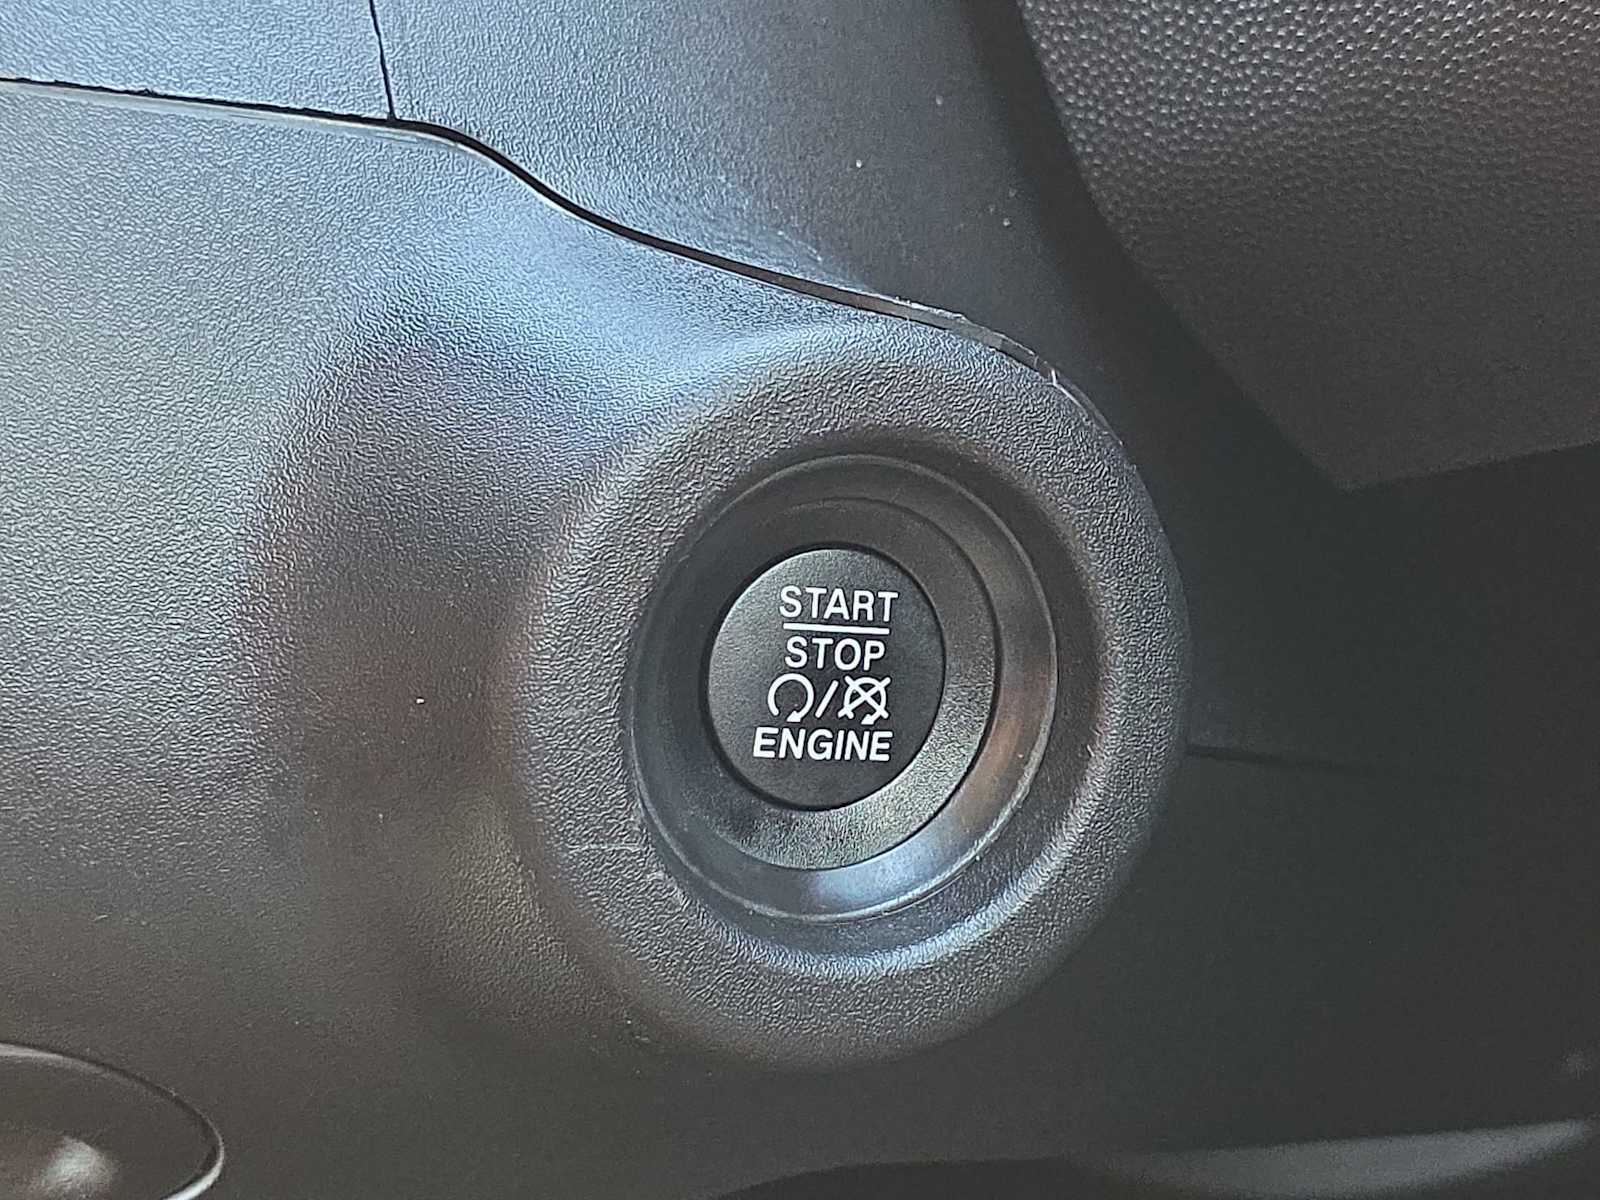 START
STOP
/
ENGINE